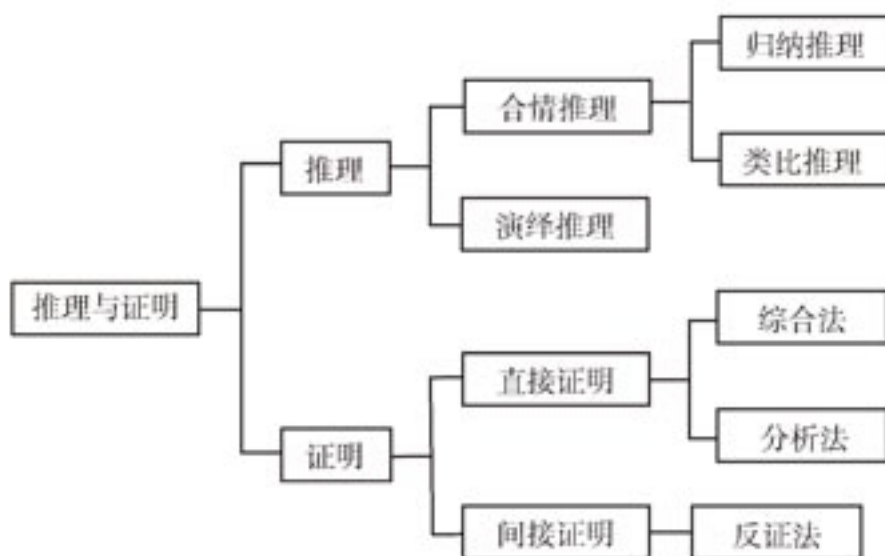 推理与证明
推理
合情推理
归纳推理
类比推理
演绎推理
证明
直接证明
综合法
分析法
间接证明
反证法